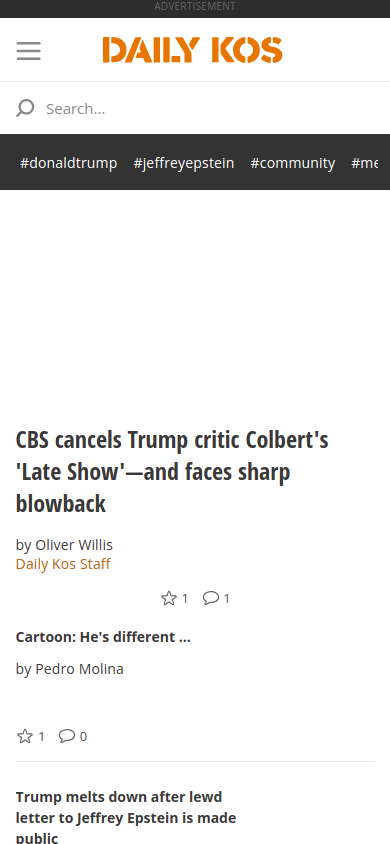 ADVERTISEMENT
DAILY KOS
Search...
#donaldtrump #jeffreyepstein #community #me
CBS cancels Trump critic Colbert's
'Late Show'—and faces sharp
blowback
by Oliver Willis
Daily Kos Staff
1 1
Cartoon: He's different ...
by Pedro Molina
1 0
Trump melts down after lewd
letter to Jeffrey Epstein is made
public